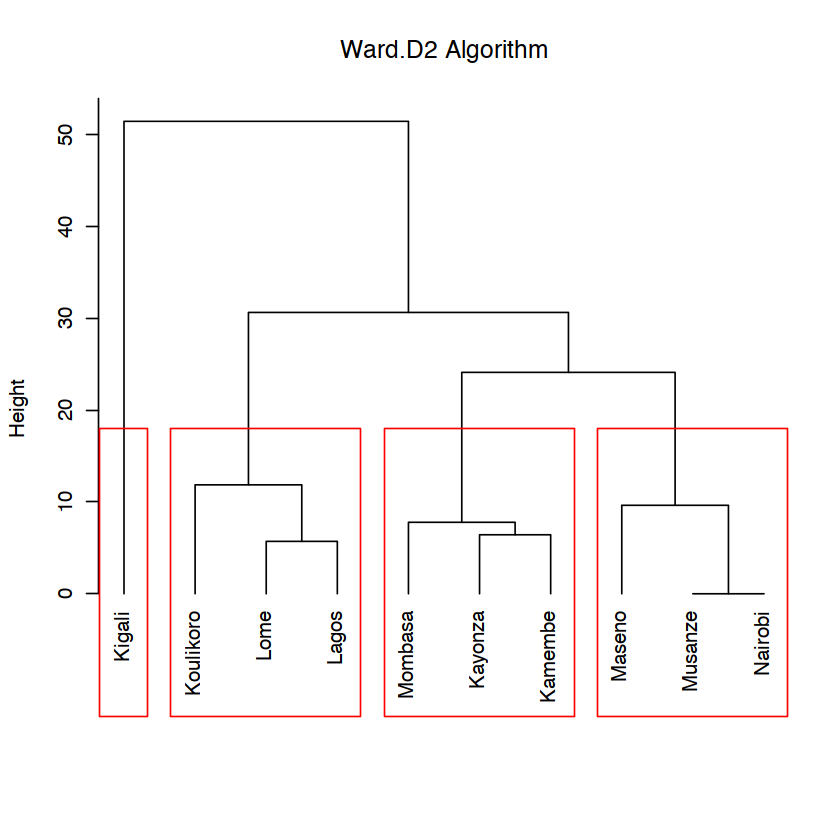 Ward.D2 Algorithm
Height
50
40
30
20
10
0
Kigali
Koulikoro
Lome
Lagos
Mombasa
Kayonza
Kamembe
Maseno
Musanze
Nairobi